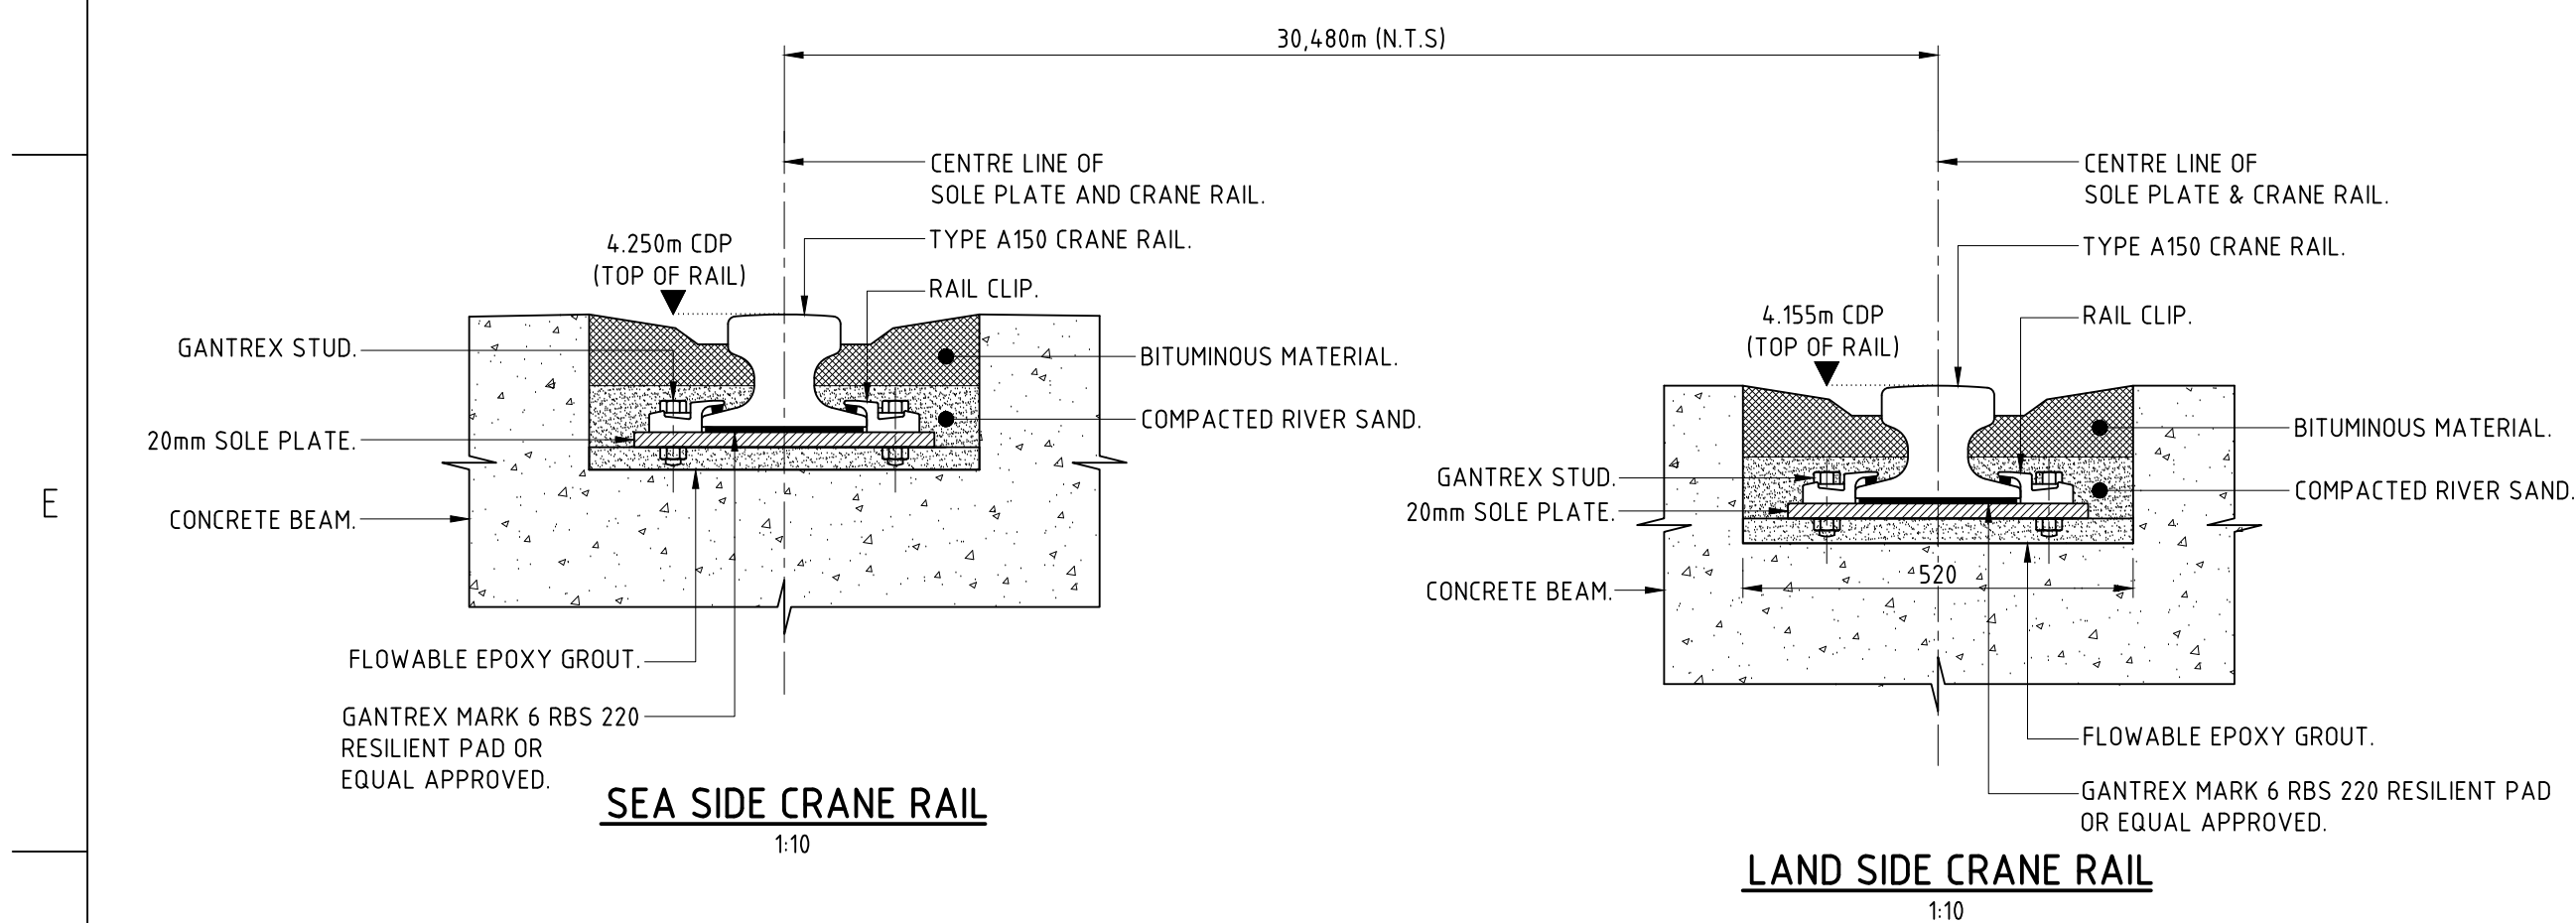 30,480m (N.T.S)
CENTRE LINE OF
SOLE PLATE AND CRANE RAIL.
4.250m CDP
(TOP OF RAIL)
TYPE A150 CRANE RAIL.
RAIL CLIP.
GANTREX STUD.
BITUMINOUS MATERIAL.
COMPACTED RIVER SAND.
20mm SOLE PLATE.
CONCRETE BEAM.
FLOWABLE EPOXY GROUT.
GANTREX MARK 6 RBS 220
RESILIENT PAD OR
EQUAL APPROVED.
SEA SIDE CRANE RAIL
1:10
E
CENTRE LINE OF
SOLE PLATE & CRANE RAIL.
TYPE A150 CRANE RAIL.
4.155m CDP
(TOP OF RAIL)
RAIL CLIP.
BITUMINOUS MATERIAL.
GANTREX STUD.
COMPACTED RIVER SAND.
20mm SOLE PLATE.
520
CONCRETE BEAM.
FLOWABLE EPOXY GROUT.
GANTREX MARK 6 RBS 220 RESILIENT PAD
OR EQUAL APPROVED.
LAND SIDE CRANE RAIL
1:10